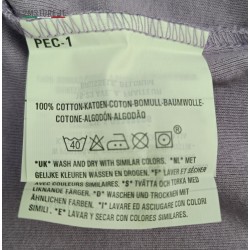 PEC-1
100% COTTON-KATOEN-COTON-BOMULL-BAUMWOLLE-
COTONE-ALGODÓN-ALGODÃO
40
*UK* WASH AND DRY WITH SIMILAR COLORS. *NL* MET
GELIJKE KLEUREN WASSEN EN DROGEN. *F* LAVER ET SÉCHER
AVEC COULEURS SIMILAIRES. *S* TVÄTTA OCH TORKA MED
LIKNANDE FÄRGER. *D* WASCHEN UND TROCKNEN MIT
ÄHNLICHEN FARBEN. *I* LAVARE ED ASCIUGARE CON COLORI
SIMILI. *E* LAVAR Y SECAR CON COLORES SIMILARES.